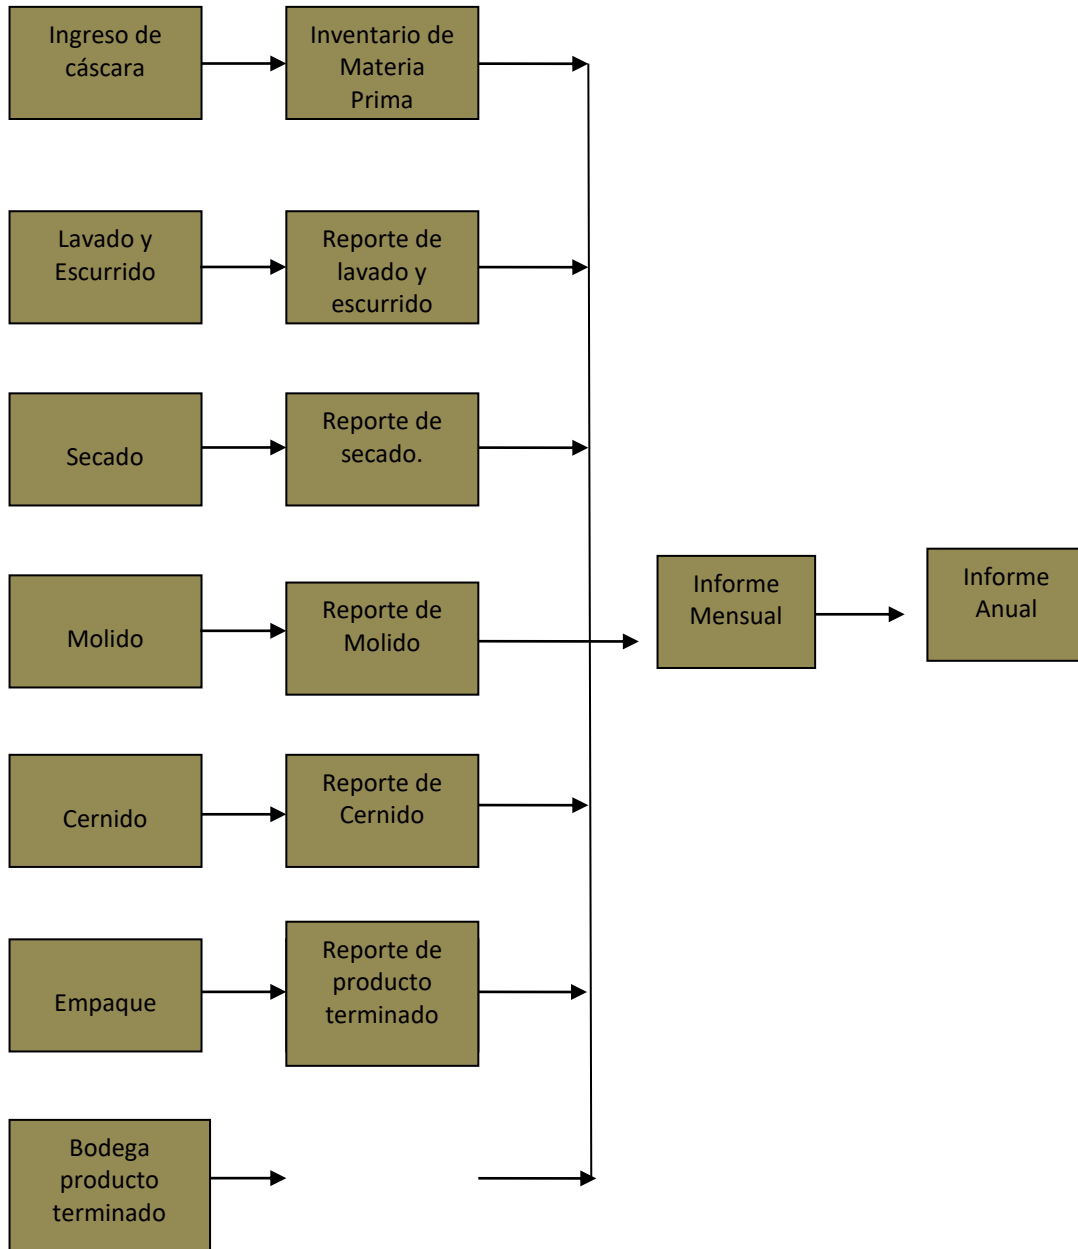 Ingreso de
cáscara
Inventario de
Materia
Prima
Lavado y
Escurrido
Reporte de
lavado y
escurrido
Secado
Reporte de
secado.
Molido
Reporte de
Molido
Informe
Mensual
Informe
Anual
Cernido
Reporte de
Cernido
Empaque
Reporte de
producto
terminado
Bodega
producto
terminado